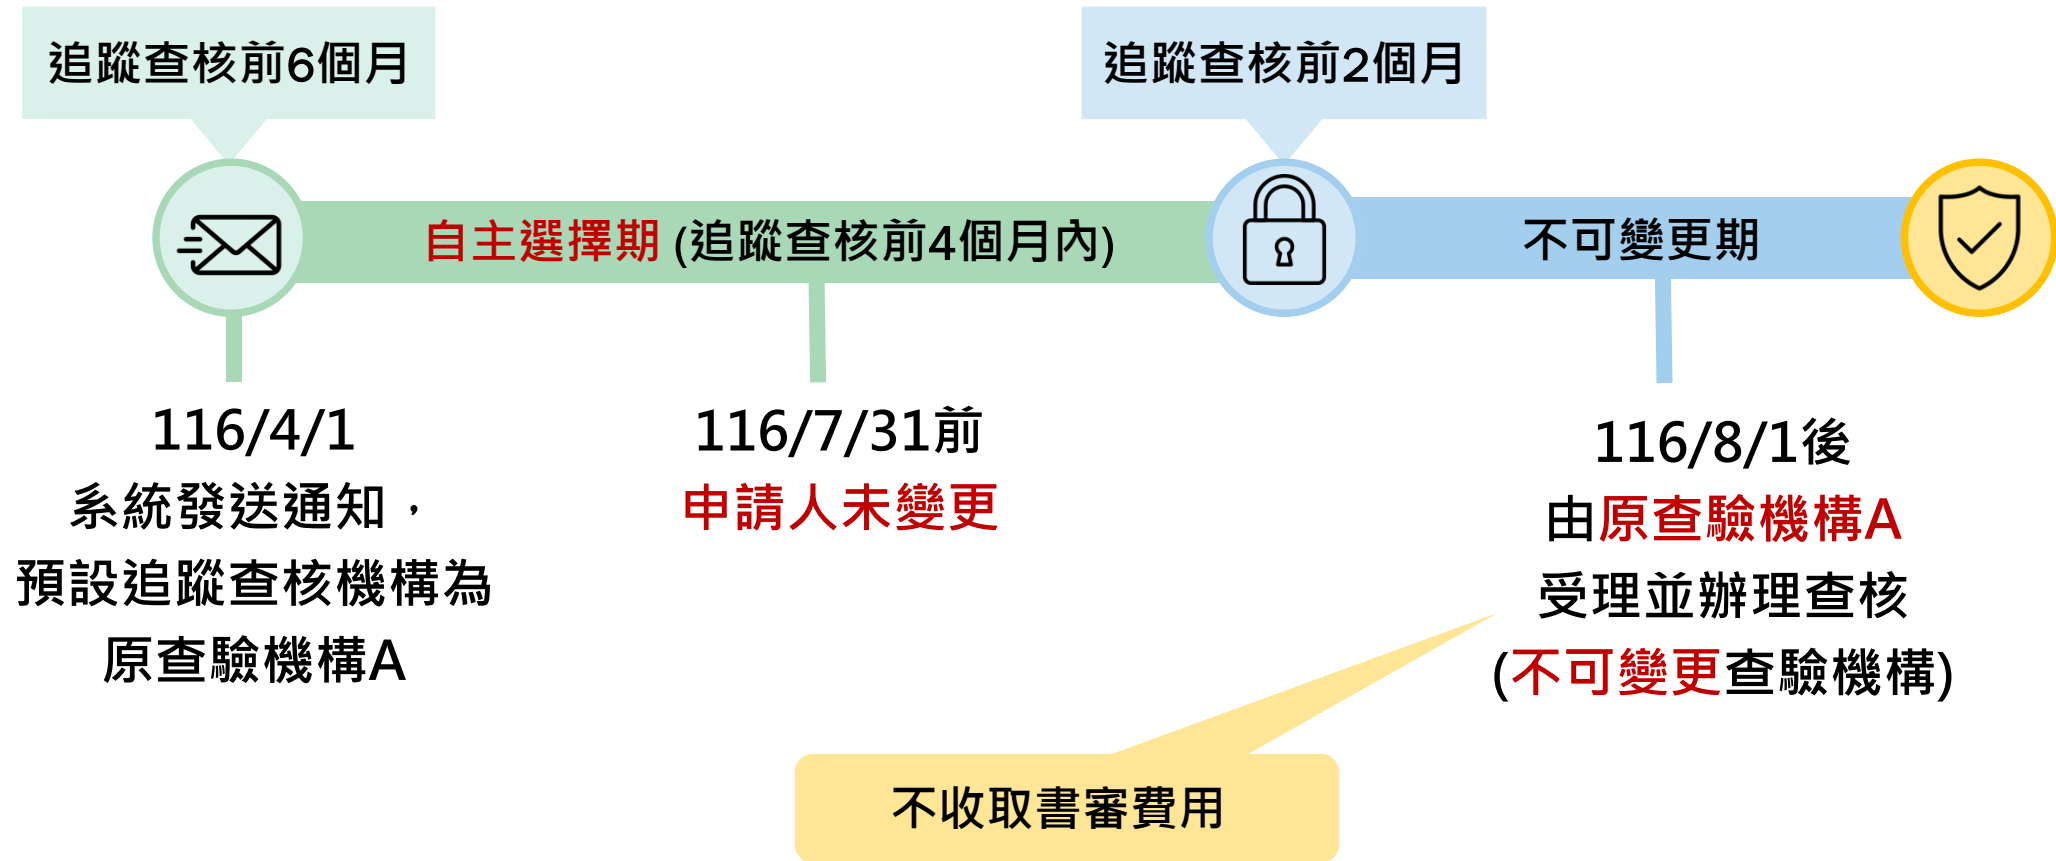 追蹤查核前6個月
追蹤查核前2個月
自主選擇期 (追蹤查核前4個月內)
不可變更期
116/4/1
系統發送通知，
預設追蹤查核機構為
原查驗機構A
116/7/31前
申請人未變更
116/8/1後
由原查驗機構A
受理並辦理查核
(不可變更查驗機構)
不收取書審費用